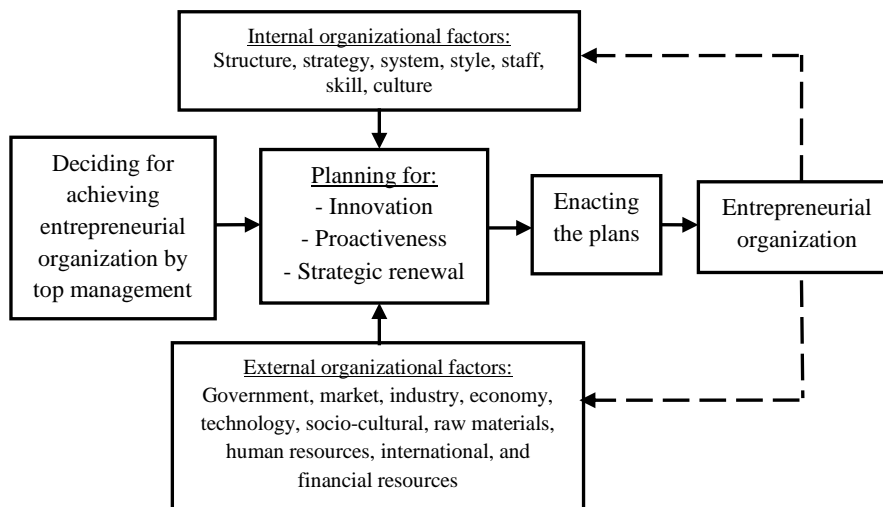 Internal organizational factors:
Structure, strategy, system, style, staff,
skill, culture
Deciding for
achieving
entrepreneurial
organization by
top management
Planning for:
- Innovation
- Proactiveness
- Strategic renewal
Enacting
the plans
Entrepreneurial
organization
External organizational factors:
Government, market, industry, economy,
technology, socio-cultural, raw materials,
human resources, international, and
financial resources